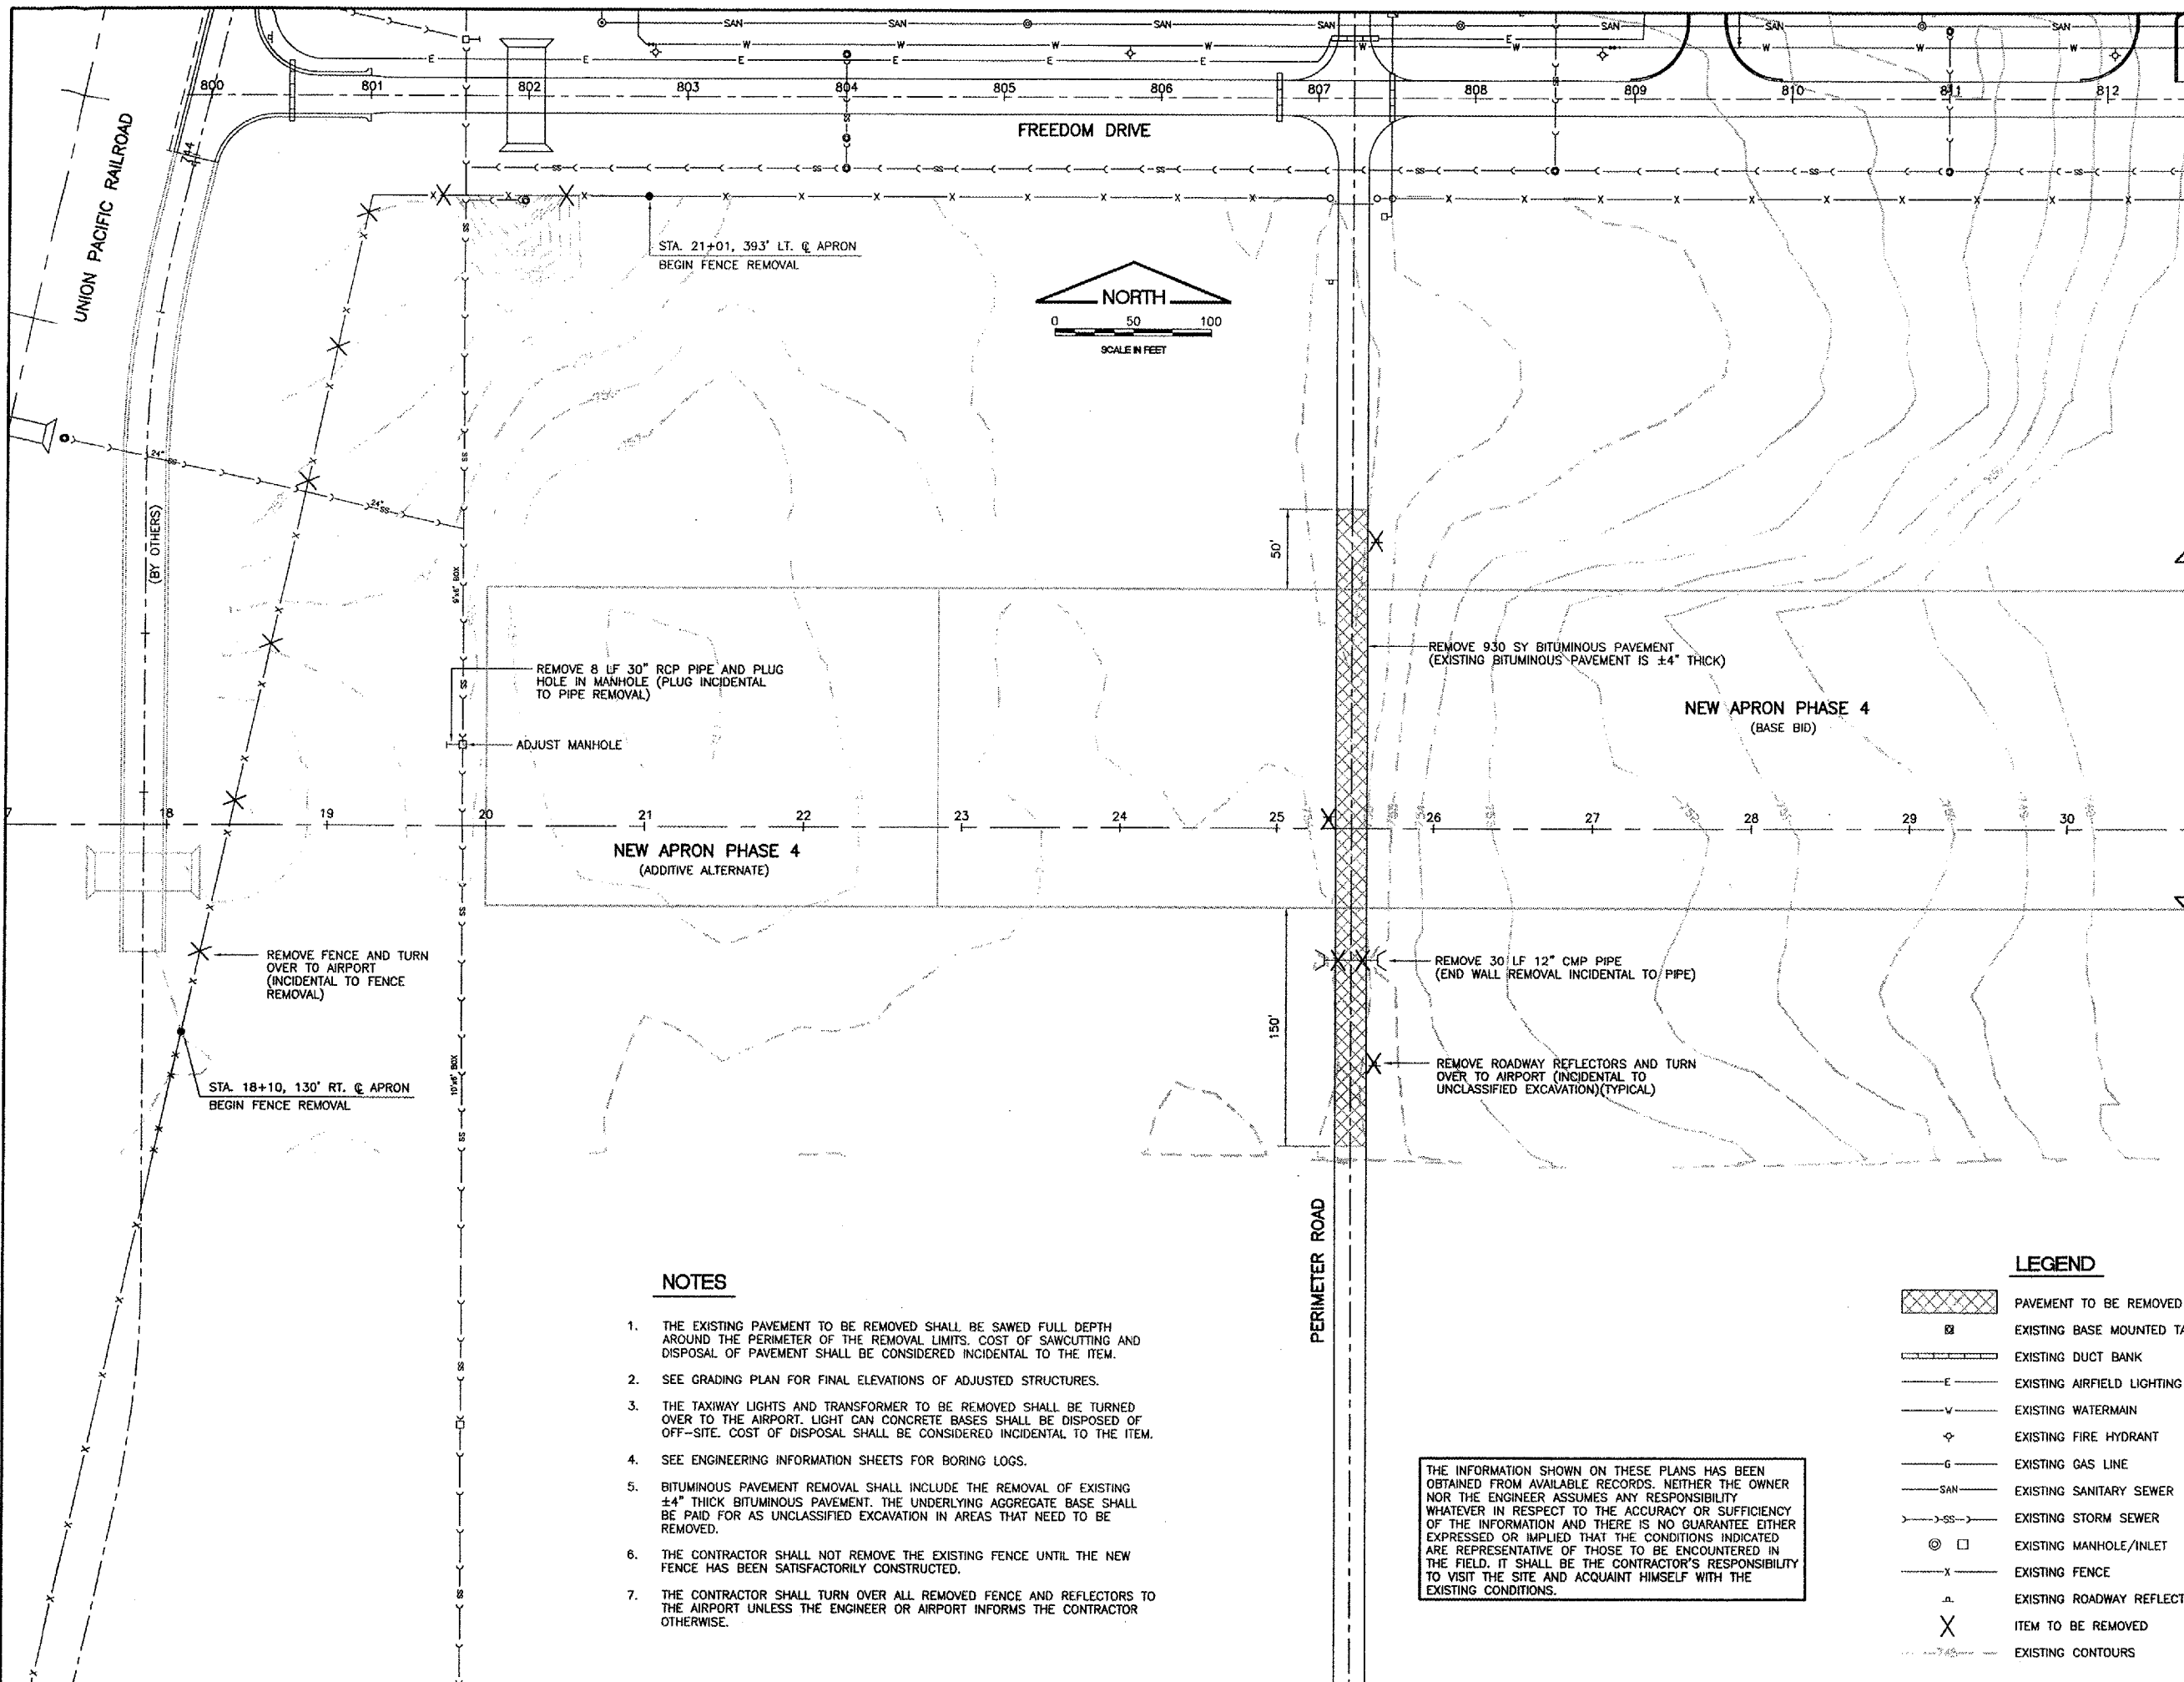 SAN SAN SAN SAN SAN SAN SAN
W W W W W W W W W
E E E E E E E
800 801 802 803 804 805 806 807 808 809 810 811 812
FREEDOM DRIVE
UNION PACIFIC RAILROAD
744
STA. 21+01, 393' LT. ℄ APRON
BEGIN FENCE REMOVAL
NORTH
0 50 100
SCALE IN FEET
24" SS
24" SS
(BY OTHERS)
50'
REMOVE 8 LF 30" RCP PIPE AND PLUG
HOLE IN MANHOLE (PLUG INCIDENTAL
TO PIPE REMOVAL)
REMOVE 930 SY BITUMINOUS PAVEMENT
(EXISTING BITUMINOUS PAVEMENT IS ±4" THICK)
NEW APRON PHASE 4
(BASE BID)
ADJUST MANHOLE
18 19 20 21 22 23 24 25 26 27 28 29 30
NEW APRON PHASE 4
(ADDITIVE ALTERNATE)
REMOVE FENCE AND TURN
OVER TO AIRPORT
(INCIDENTAL TO FENCE
REMOVAL)
REMOVE 30 LF 12" CMP PIPE
(END WALL REMOVAL INCIDENTAL TO PIPE)
150'
STA. 18+10, 130' RT. ℄ APRON
BEGIN FENCE REMOVAL
REMOVE ROADWAY REFLECTORS AND TURN
OVER TO AIRPORT (INCIDENTAL TO
UNCLASSIFIED EXCAVATION)(TYPICAL)
PERIMETER ROAD
NOTES
1. THE EXISTING PAVEMENT TO BE REMOVED SHALL BE SAWED FULL DEPTH
AROUND THE PERIMETER OF THE REMOVAL LIMITS. COST OF SAWCUTTING AND
DISPOSAL OF PAVEMENT SHALL BE CONSIDERED INCIDENTAL TO THE ITEM.
2. SEE GRADING PLAN FOR FINAL ELEVATIONS OF ADJUSTED STRUCTURES.
3. THE TAXIWAY LIGHTS AND TRANSFORMER TO BE REMOVED SHALL BE TURNED
OVER TO THE AIRPORT. LIGHT CAN CONCRETE BASES SHALL BE DISPOSED OF
OFF-SITE. COST OF DISPOSAL SHALL BE CONSIDERED INCIDENTAL TO THE ITEM.
4. SEE ENGINEERING INFORMATION SHEETS FOR BORING LOGS.
5. BITUMINOUS PAVEMENT REMOVAL SHALL INCLUDE THE REMOVAL OF EXISTING
±4" THICK BITUMINOUS PAVEMENT. THE UNDERLYING AGGREGATE BASE SHALL
BE PAID FOR AS UNCLASSIFIED EXCAVATION IN AREAS THAT NEED TO BE
REMOVED.
6. THE CONTRACTOR SHALL NOT REMOVE THE EXISTING FENCE UNTIL THE NEW
FENCE HAS BEEN SATISFACTORILY CONSTRUCTED.
7. THE CONTRACTOR SHALL TURN OVER ALL REMOVED FENCE AND REFLECTORS TO
THE AIRPORT UNLESS THE ENGINEER OR AIRPORT INFORMS THE CONTRACTOR
OTHERWISE.
THE INFORMATION SHOWN ON THESE PLANS HAS BEEN
OBTAINED FROM AVAILABLE RECORDS. NEITHER THE OWNER
NOR THE ENGINEER ASSUMES ANY RESPONSIBILITY
WHATEVER IN RESPECT TO THE ACCURACY OR SUFFICIENCY
OF THE INFORMATION AND THERE IS NO GUARANTEE EITHER
EXPRESSED OR IMPLIED THAT THE CONDITIONS INDICATED
ARE REPRESENTATIVE OF THOSE TO BE ENCOUNTERED IN
THE FIELD. IT SHALL BE THE CONTRACTOR'S RESPONSIBILITY
TO VISIT THE SITE AND ACQUAINT HIMSELF WITH THE
EXISTING CONDITIONS.
LEGEND
PAVEMENT TO BE REMOVED
EXISTING BASE MOUNTED
EXISTING DUCT BANK
E EXISTING AIRFIELD LIGHTING
W EXISTING WATERMAIN
EXISTING FIRE HYDRANT
G EXISTING GAS LINE
SAN EXISTING SANITARY SEWER
SS EXISTING STORM SEWER
EXISTING MANHOLE/INLET
X EXISTING FENCE
EXISTING ROADWAY REFLECT
ITEM TO BE REMOVED
EXISTING CONTOURS